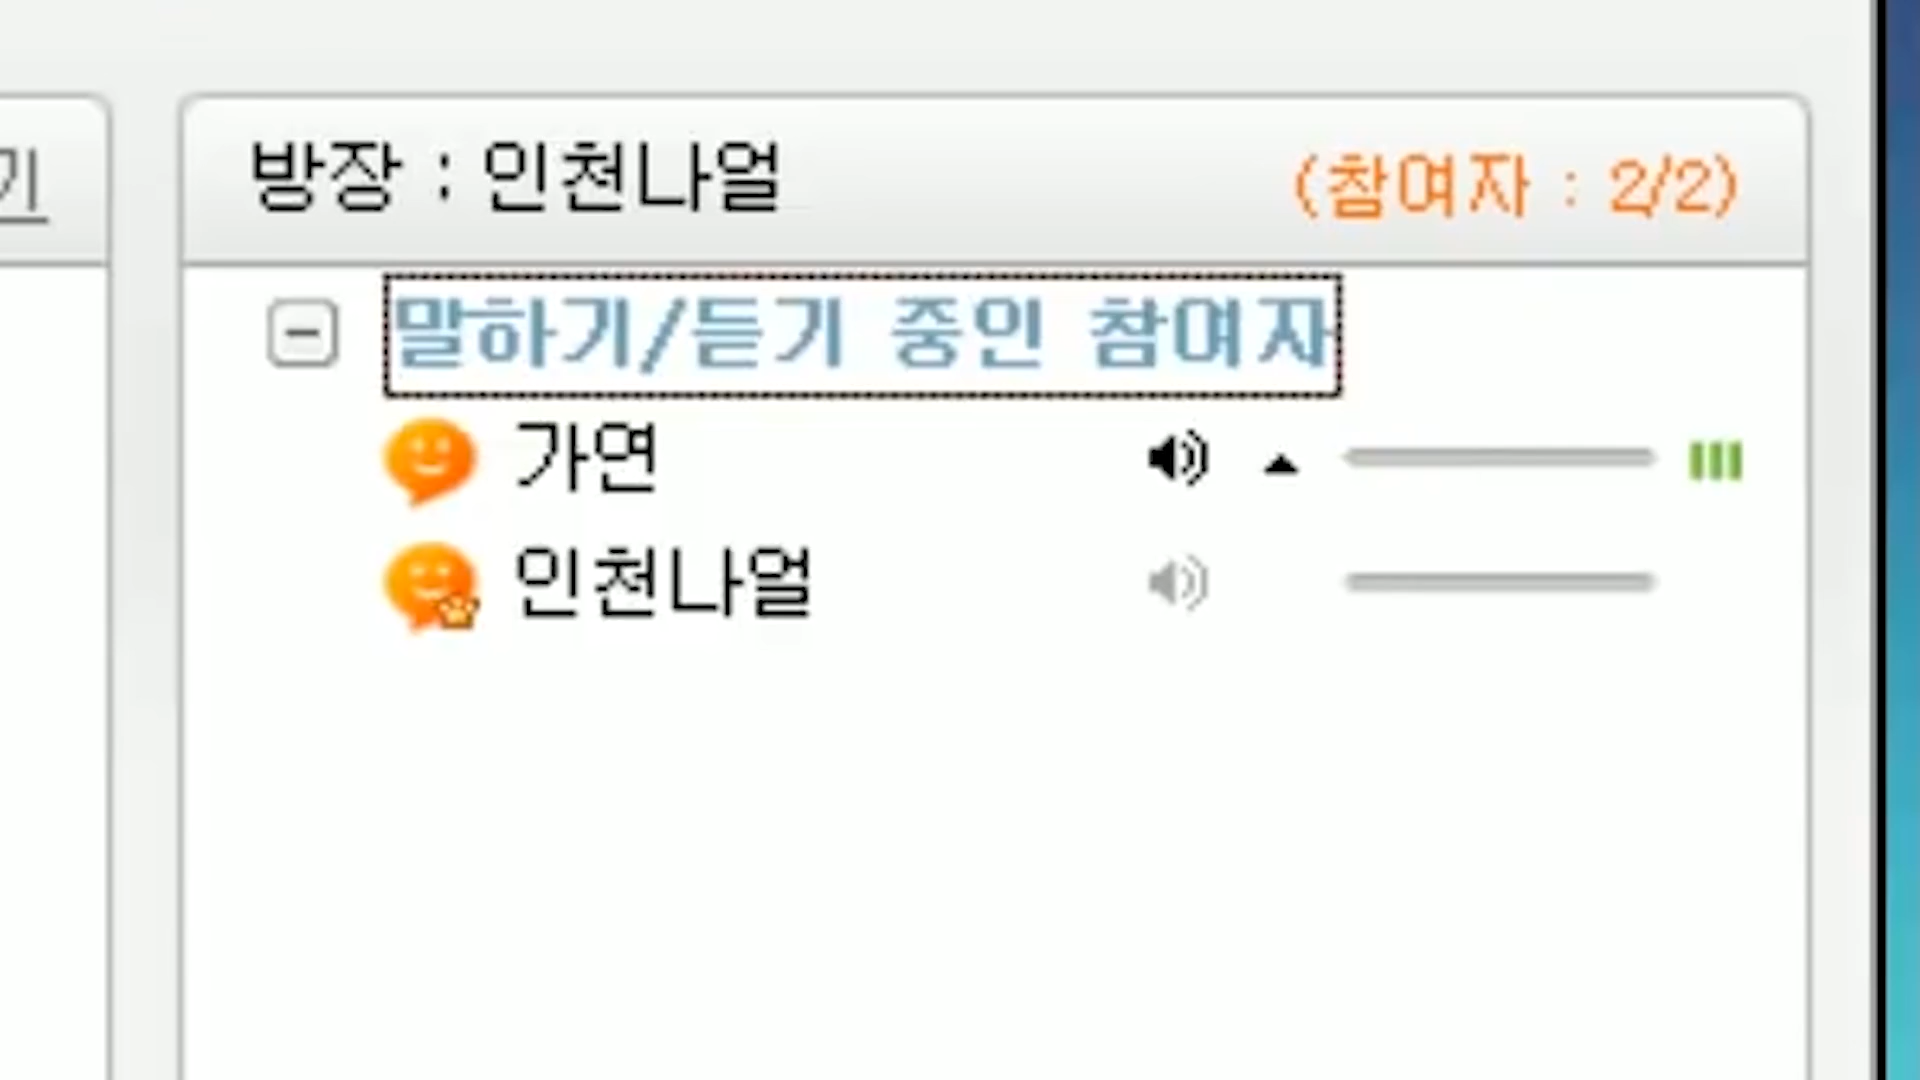 기
방장 : 인천나얼
(참여자 : 2/2)
말하기/듣기 중인 참여자
가연
인천나얼